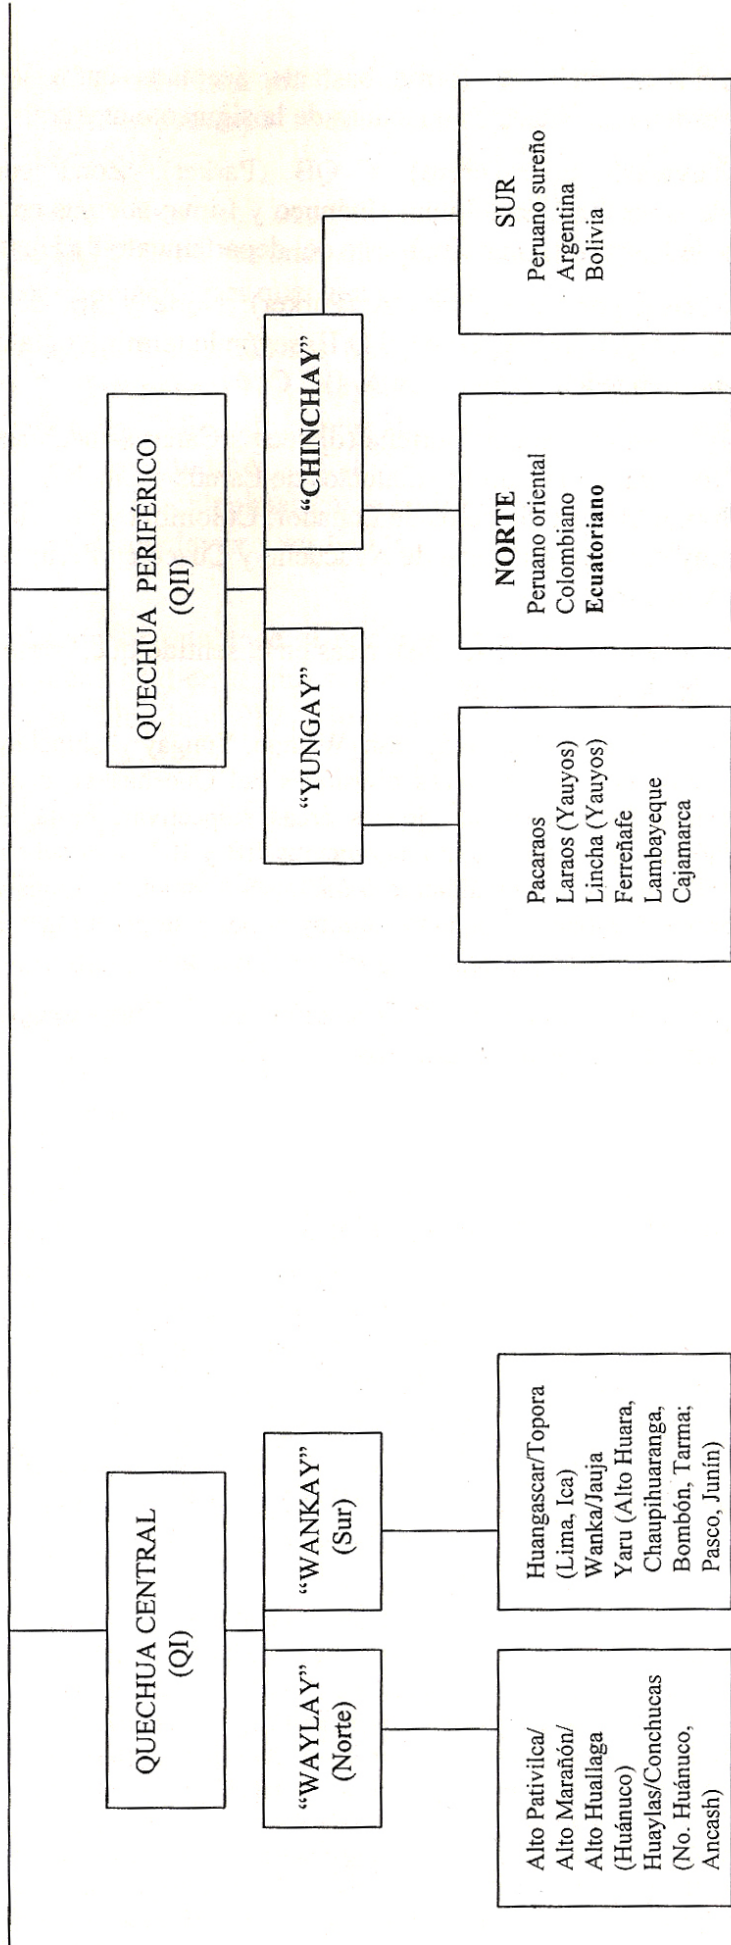 QUECHUA CENTRAL
(QI)
"WAYLAY"
(Norte)
Alto Pativilca/
Alto Marañón/
Alto Huallaga
(Huánuco)
Huaylas/Conchucas
(No. Huánuco,
Ancash)
"WANKAY"
(Sur)
Huangascar/Topora
(Lima, Ica)
Wanka/Jauja
Yaru (Alto Huara,
Chaupihuaranga,
Bombón, Tarma;
Pasco, Junín)
QUECHUA PERIFÉRICO
(QII)
"YUNGAY"
Pacaraos
Laraos (Yauyos)
Lincha (Yauyos)
Ferreñafe
Lambayeque
Cajamarca
"CHINCHAY"
NORTE
Peruano oriental
Colombiano
Ecuatoriano
SUR
Peruano sureño
Argentina
Bolivia